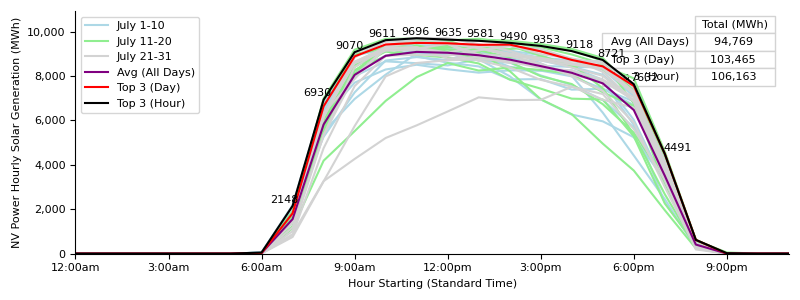 NV Power Hourly Solar Generation (MWh)
10,000
8,000
6,000
4,000
2,000
0
July 1-10
July 11-20
July 21-31
Avg (All Days)
Top 3 (Day)
Top 3 (Hour)
2148
6930
9070
9611
9696
9635
9581
9490
9353
9118
8721
7632
4491
Total (MWh)
Avg (All Days) 94,769
Top 3 (Day) 103,465
Top 3 (Hour) 106,163
12:00am 3:00am 6:00am 9:00am 12:00pm 3:00pm 6:00pm 9:00pm
Hour Starting (Standard Time)